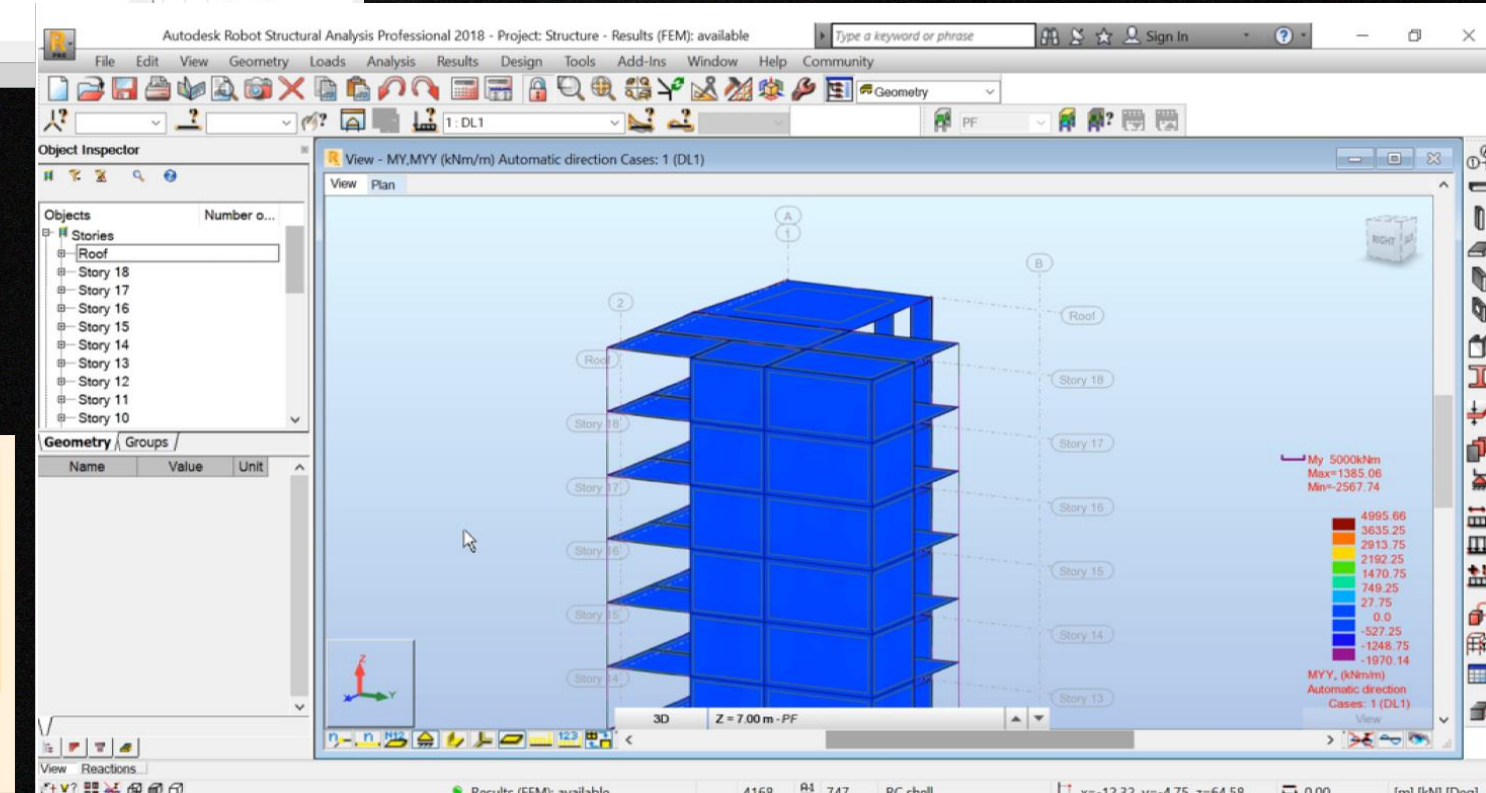 Autodesk Robot Structural Analysis Professional 2018 - Project: Structure - Results (FEM): available
Type a keyword or phrase
Sign In
PRO
File Edit View Geometry Loads Analysis Results Design Tools Add-Ins Window Help Community
Geometry
1 : DL1
PF
Object Inspector
View - MY,MYY (kNm/m) Automatic direction Cases: 1 (DL1)
View Plan
Objects Number o...
Stories
Roof
Story 18
Story 17
Story 16
Story 15
Story 14
Story 13
Story 12
Story 11
Story 10
Geometry Groups
Name Value Unit
A
1
B
2
RIGHT
Roof
Roof
Story 18
Story 18
Story 17
Story 17
Story 16
Story 16
Story 15
Story 15
Story 14
Story 14
Story 13
My 5000kNm
Max=1385.06
Min=-2567.74
4995.66
3635.25
2913.75
2192.25
1470.75
749.25
27.75
0.0
-527.25
-1248.75
-1970.14
MYY, (kNm/m)
Automatic direction
Cases: 1 (DL1)
View
Z
X
Y
3D Z = 7.00 m - PF
View Reactions
Results (FEM): available 4168 747 RC shell x=-12.32, y=-4.75, z=64.58 0.00 [m] [kN] [Deg]